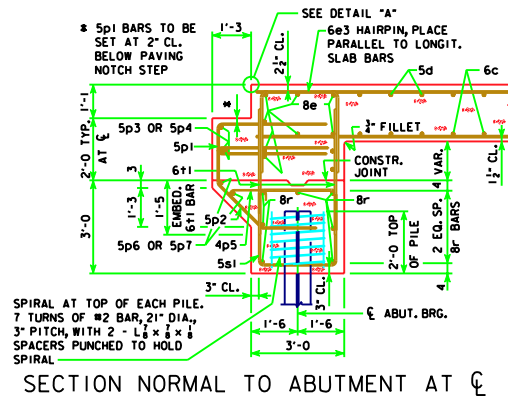 * 5p1 BARS TO BE
SET AT 2" CL.
BELOW PAVING
NOTCH STEP
1'-3
SEE DETAIL "A"
6e3 HAIRPIN, PLACE
PARALLEL TO LONGIT.
SLAB BARS
2 1/2" CL.
5d
6c
1'-1
*
8e
3/4" FILLET
5p3 OR 5p4
5p1
2'-0 TYP.
AT ℄
6t1
CONSTR.
JOINT
1 1/2" CL.
3
4 VAR.
1'-3
1'-5
EMBED.
6t1 BAR
5p2
8r
8r
3'-0
2'-0 TOP
OF PILE
2 EQ. SP.
8r BARS
5p6 OR 5p7
4p5
5s1
4
3" CL.
3" CL.
SPIRAL AT TOP OF EACH PILE.
7 TURNS OF #2 BAR, 21" DIA.,
3" PITCH, WITH 2 - L 7/8 x 7/8 x 1/8
SPACERS PUNCHED TO HOLD
SPIRAL
℄ ABUT. BRG.
1'-6
1'-6
3'-0
SECTION NORMAL TO ABUTMENT AT ℄